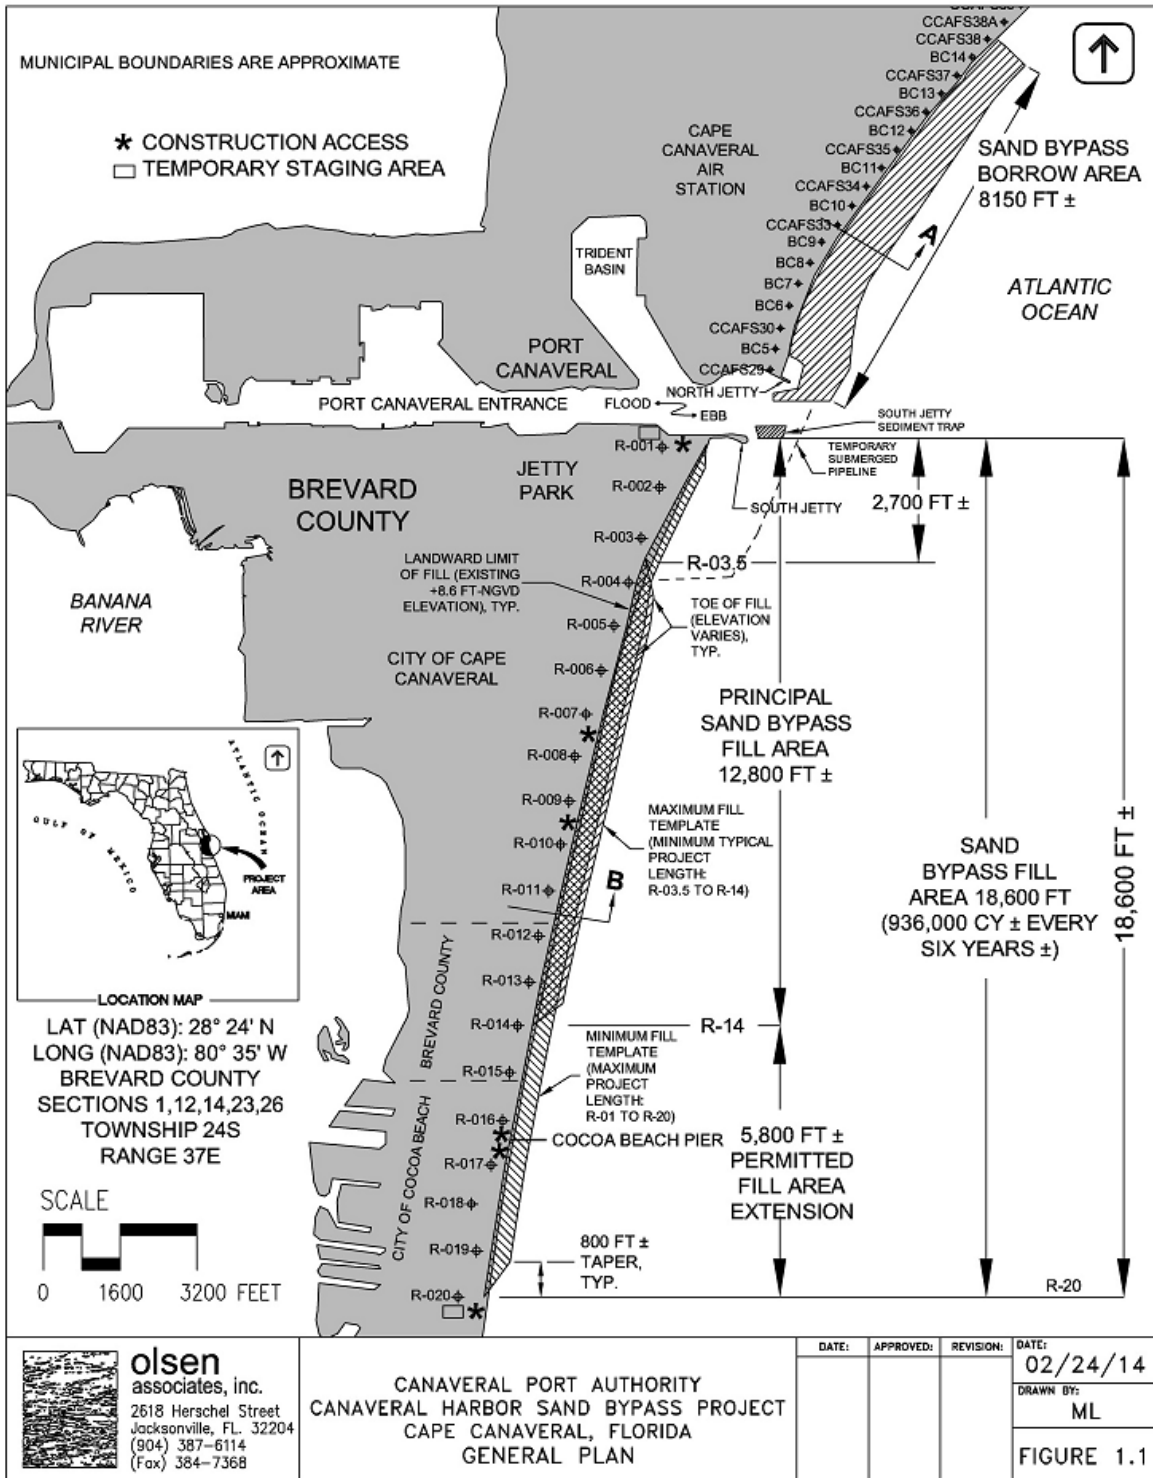 CCAFS38A
CCAFS38
BC14
CCAFS37
BC13
CCAFS36
BC12
CCAFS35
BC11
CCAFS34
BC10
CCAFS33
BC9
BC8
BC7
BC6
CCAFS30
BC5
CCAFS29
MUNICIPAL BOUNDARIES ARE APPROXIMATE
* CONSTRUCTION ACCESS
TEMPORARY STAGING AREA
CAPE
CANAVERAL
AIR
STATION
SAND BYPASS
BORROW AREA
8150 FT ±
A
ATLANTIC
OCEAN
TRIDENT
BASIN
PORT
CANAVERAL
NORTH JETTY
PORT CANAVERAL ENTRANCE
FLOOD
EBB
SOUTH JETTY
SEDIMENT TRAP
TEMPORARY
SUBMERGED
PIPELINE
SOUTH JETTY
2,700 FT ±
R-03.5
JETTY
PARK
BREVARD
COUNTY
R-001
R-002
R-003
R-004
R-005
R-006
R-007
R-008
R-009
R-010
R-011
R-012
R-013
R-014
R-015
R-016
R-017
R-018
R-019
R-020
LANDWARD LIMIT
OF FILL (EXISTING
+8.6 FT-NGVD
ELEVATION), TYP.
TOE OF FILL
(ELEVATION
VARIES),
TYP.
BANANA
RIVER
CITY OF CAPE
CANAVERAL
PRINCIPAL
SAND BYPASS
FILL AREA
12,800 FT ±
MAXIMUM FILL
TEMPLATE
(MINIMUM TYPICAL
PROJECT
LENGTH:
R-03.5 TO R-14)
B
SAND
BYPASS FILL
AREA 18,600 FT
(936,000 CY ± EVERY
SIX YEARS ±)
18,600 FT ±
BREVARD COUNTY
CITY OF COCOA BEACH
R-14
MINIMUM FILL
TEMPLATE
(MAXIMUM
PROJECT
LENGTH:
R-01 TO R-20)
COCOA BEACH PIER
5,800 FT ±
PERMITTED
FILL AREA
EXTENSION
800 FT ±
TAPER,
TYP.
R-20
ATLANTIC OCEAN
GULF OF MEXICO
PROJECT
AREA
MIAMI
LOCATION MAP
LAT (NAD83): 28° 24' N
LONG (NAD83): 80° 35' W
BREVARD COUNTY
SECTIONS 1,12,14,23,26
TOWNSHIP 24S
RANGE 37E
SCALE
0 1600 3200 FEET
olsen
associates, inc.
2618 Herschel Street
Jacksonville, FL. 32204
(904) 387-6114
(Fax) 384-7368
CANAVERAL PORT AUTHORITY
CANAVERAL HARBOR SAND BYPASS PROJECT
CAPE CANAVERAL, FLORIDA
GENERAL PLAN
DATE: APPROVED: REVISION:
DATE:
02/24/14
DRAWN BY:
ML
FIGURE 1.1